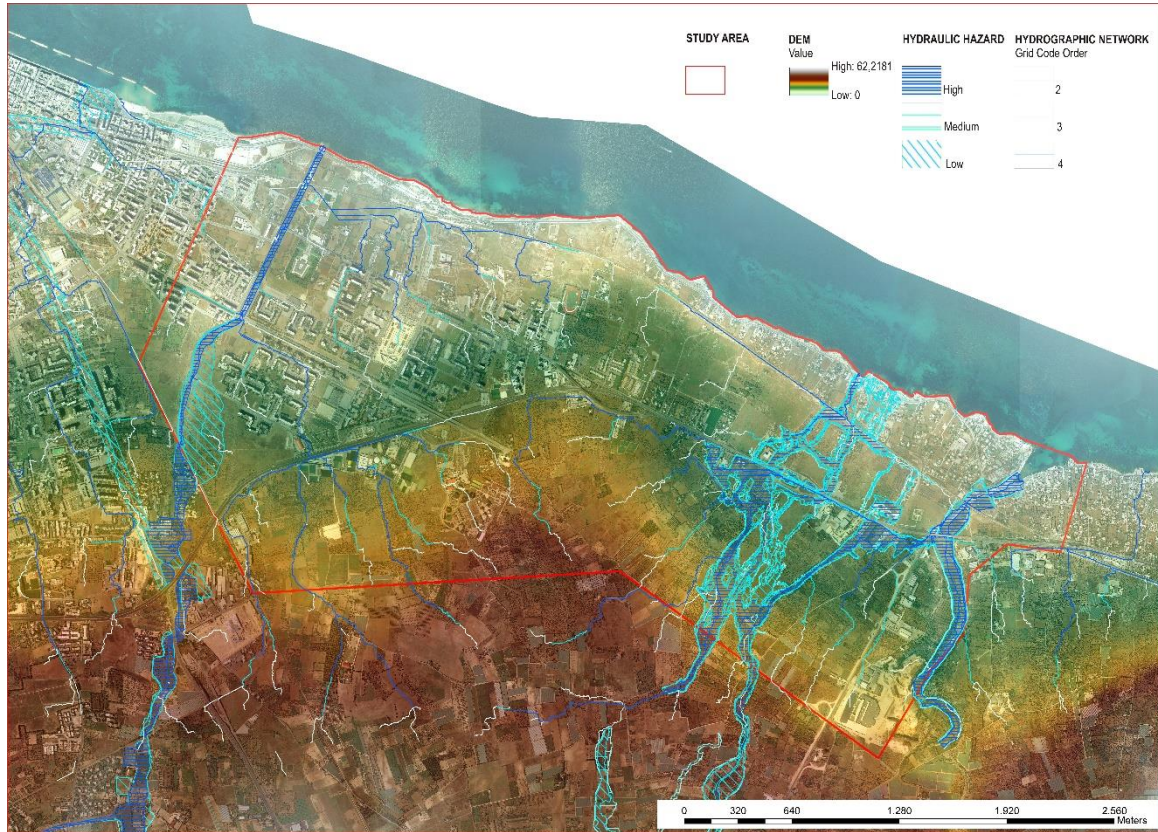 STUDY AREA
DEM
Value
High: 62,2181
Low: 0
HYDRAULIC HAZARD
High
Medium
Low
HYDROGRAPHIC NETWORK
Grid Code Order
2
3
4
0 320 640 1.280 1.920 2.560
Meters